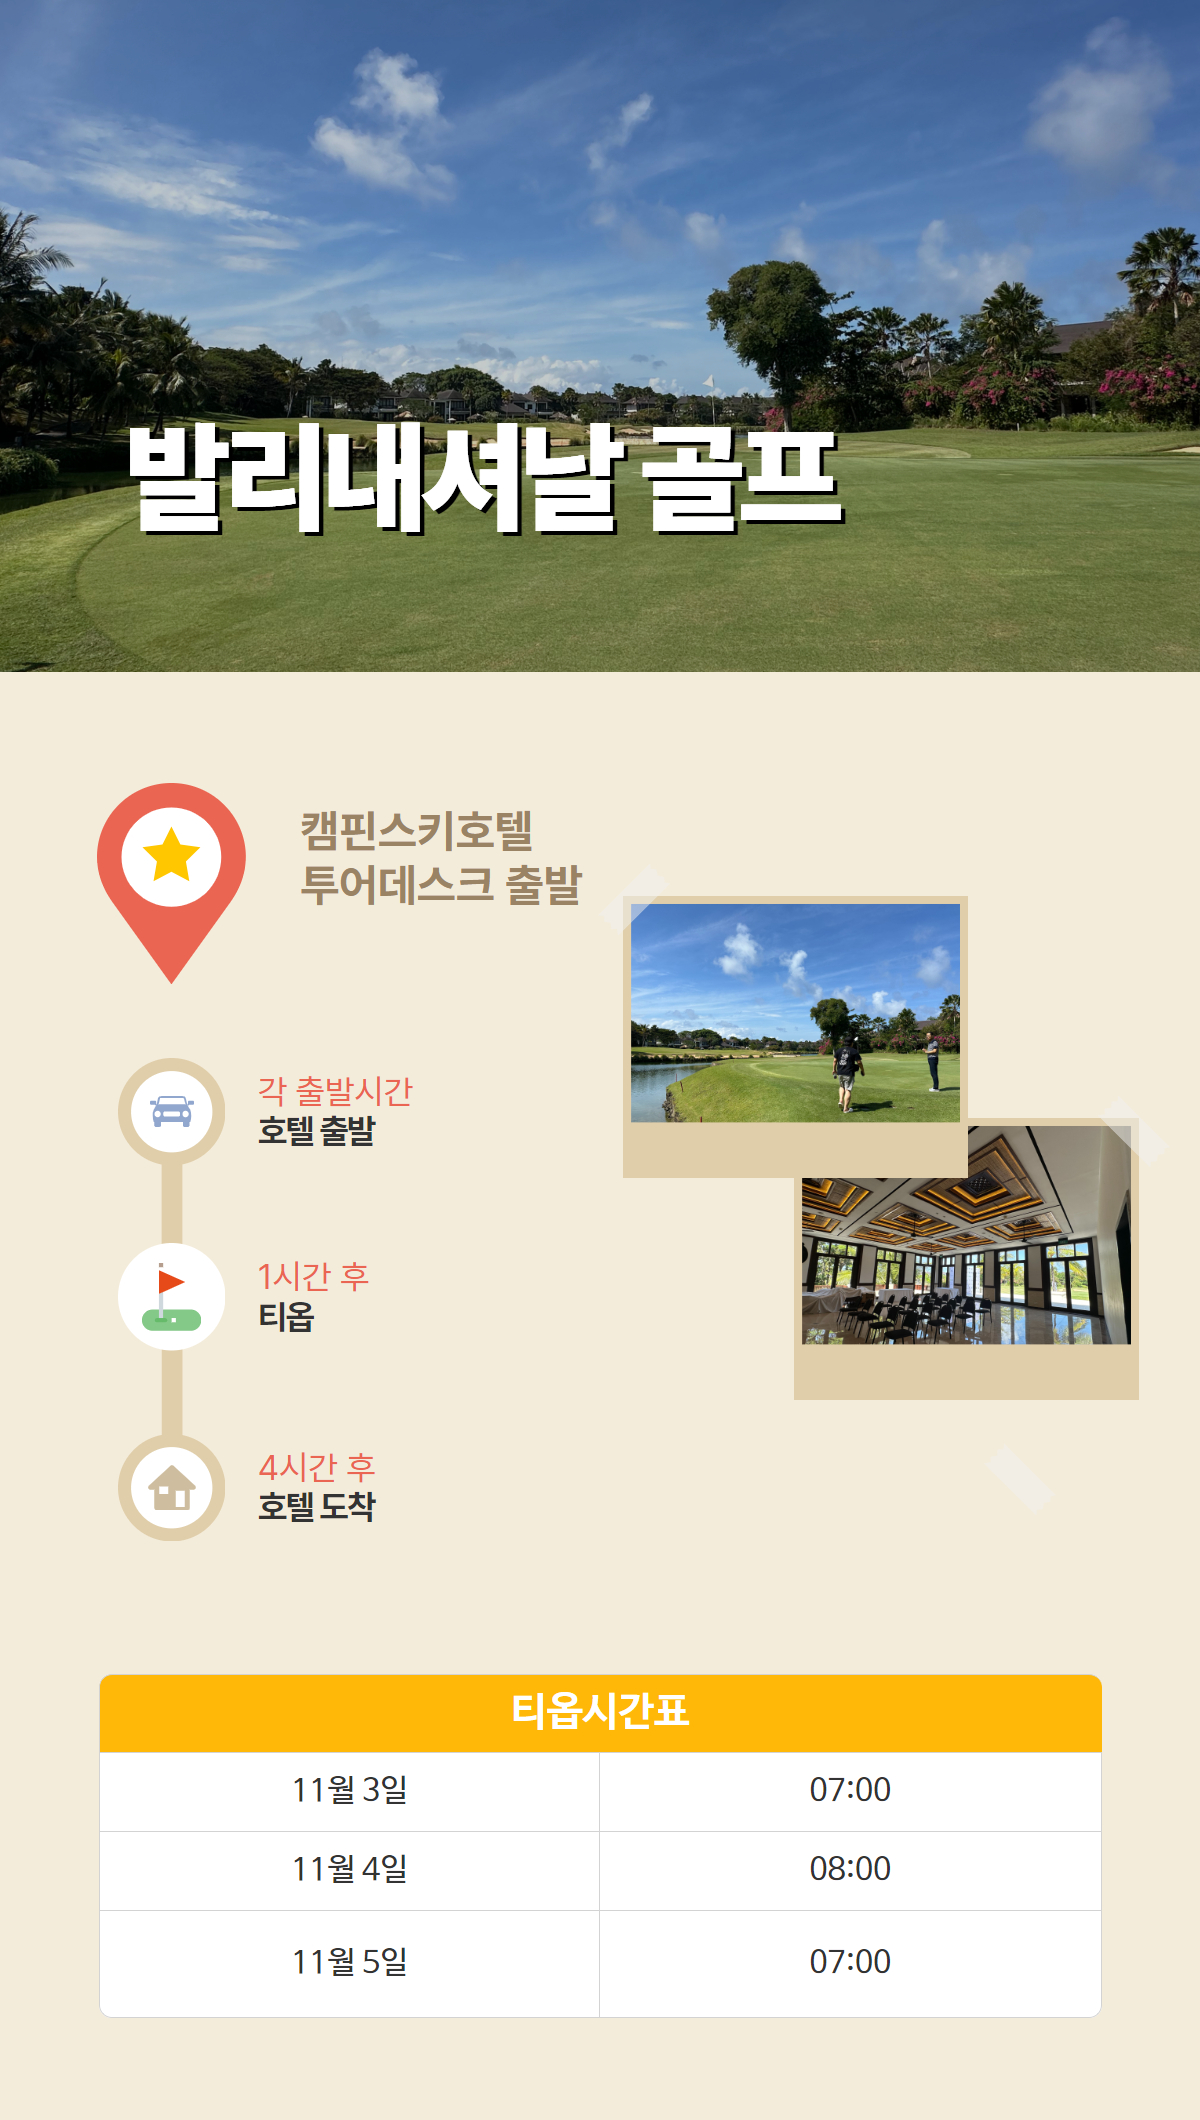 발리내셔날 골프
캠핀스키호텔
투어데스크 출발
각 출발시간
호텔 출발
1시간 후
티옵
4시간 후
호텔 도착
티옵시간표
11월 3일 07:00
11월 4일 08:00
11월 5일 07:00